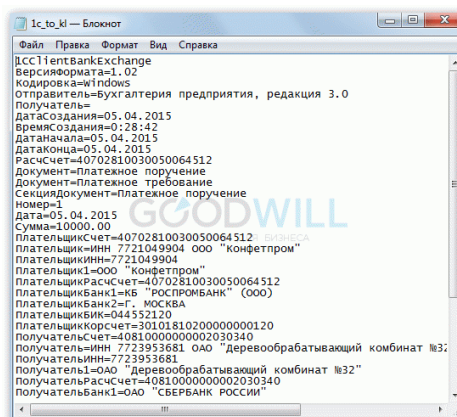 1c_to_kl — Блокнот
Файл Правка Формат Вид Справка
1CClientBankExchange
ВерсияФормата=1.02
Кодировка=Windows
Отправитель=Бухгалтерия предприятия, редакция 3.0
Получатель=
ДатаСоздания=05.04.2015
ВремяСоздания=0:28:42
ДатаНачала=05.04.2015
ДатаКонца=05.04.2015
РасчСчет=40702810030050064512
Документ=Платежное поручение
Документ=Платежное требование
СекцияДокумент=Платежное поручение
Номер=1
Дата=05.04.2015
GOODWILL
Сумма=10000.00
БИЗНЕСА
ПлательщикСчет=40702810030050064512
Плательщик=ИНН 7721049904 ООО "Конфетпром"
ПлательщикИНН=7721049904
Плательщик1=ООО "Конфетпром"
ПлательщикРасчСчет=40702810030050064512
ПлательщикБанк1=КБ "РОСПРОМБАНК" (ООО)
ПлательщикБанк2=Г. МОСКВА
ПлательщикБИК=044552120
ПлательщикКорсчет=30101810200000000120
ПолучательСчет=40810000000002030340
Получатель=ИНН 7723953681 ОАО "Деревообрабатывающий комбинат №32
ПолучательИНН=7723953681
Получатель1=ОАО "Деревообрабатывающий комбинат №32"
ПолучательРасчСчет=40810000000002030340
ПолучательБанк1=ОАО "СБЕРБАНК РОССИИ"